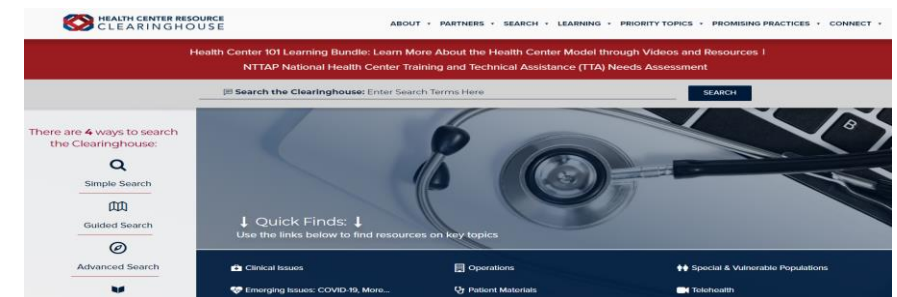 HEALTH CENTER RESOURCE
CLEARINGHOUSE
ABOUT PARTNERS SEARCH LEARNING PRIORITY TOPICS PROMISING PRACTICES CONNECT
Health Center 101 Learning Bundle: Learn More About the Health Center Model through Videos and Resources |
NTTAP National Health Center Training and Technical Assistance (TTA) Needs Assessment
Search the Clearinghouse: Enter Search Terms Here
SEARCH
There are 4 ways to search
the Clearinghouse:
Simple Search
Guided Search
Advanced Search
↓ Quick Finds: ↓
Use the links below to find resources on key topics
Clinical Issues
Operations
Special & Vulnerable Populations
Emerging Issues: COVID-19, More...
Patient Materials
Telehealth
B